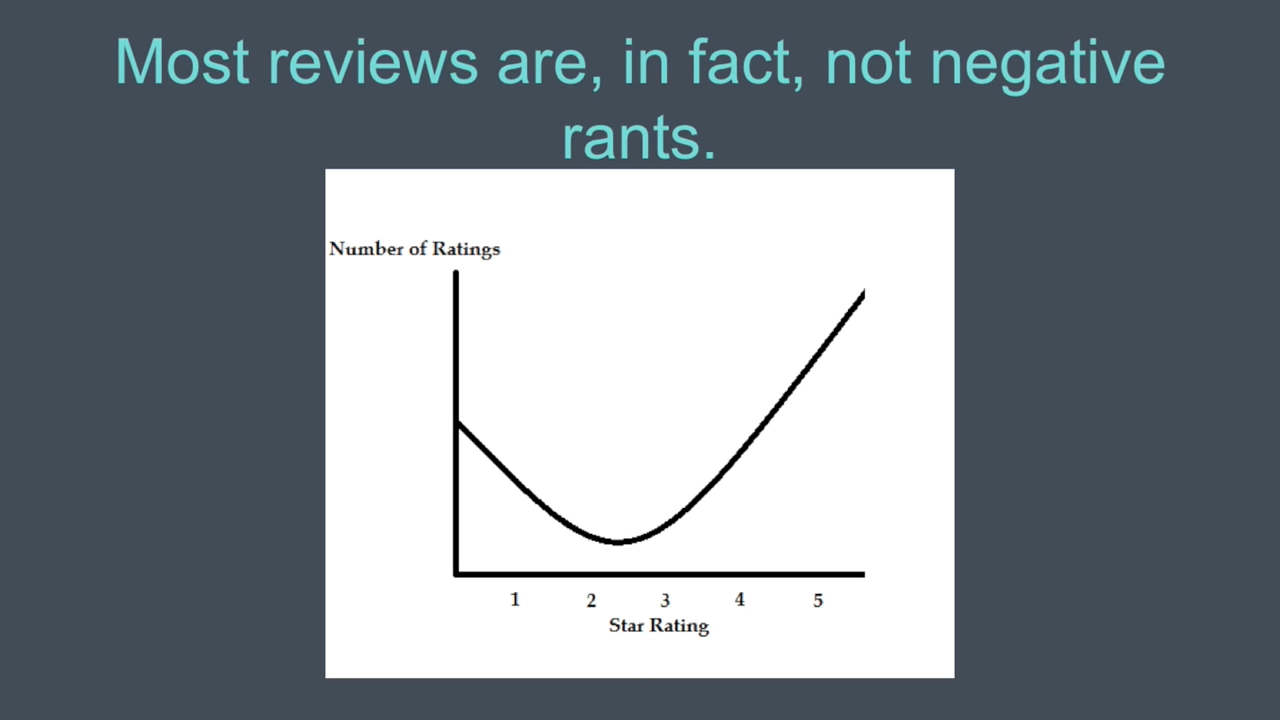 Most reviews are, in fact, not negative
rants.
Number of Ratings
1 2 3 4 5
Star Rating